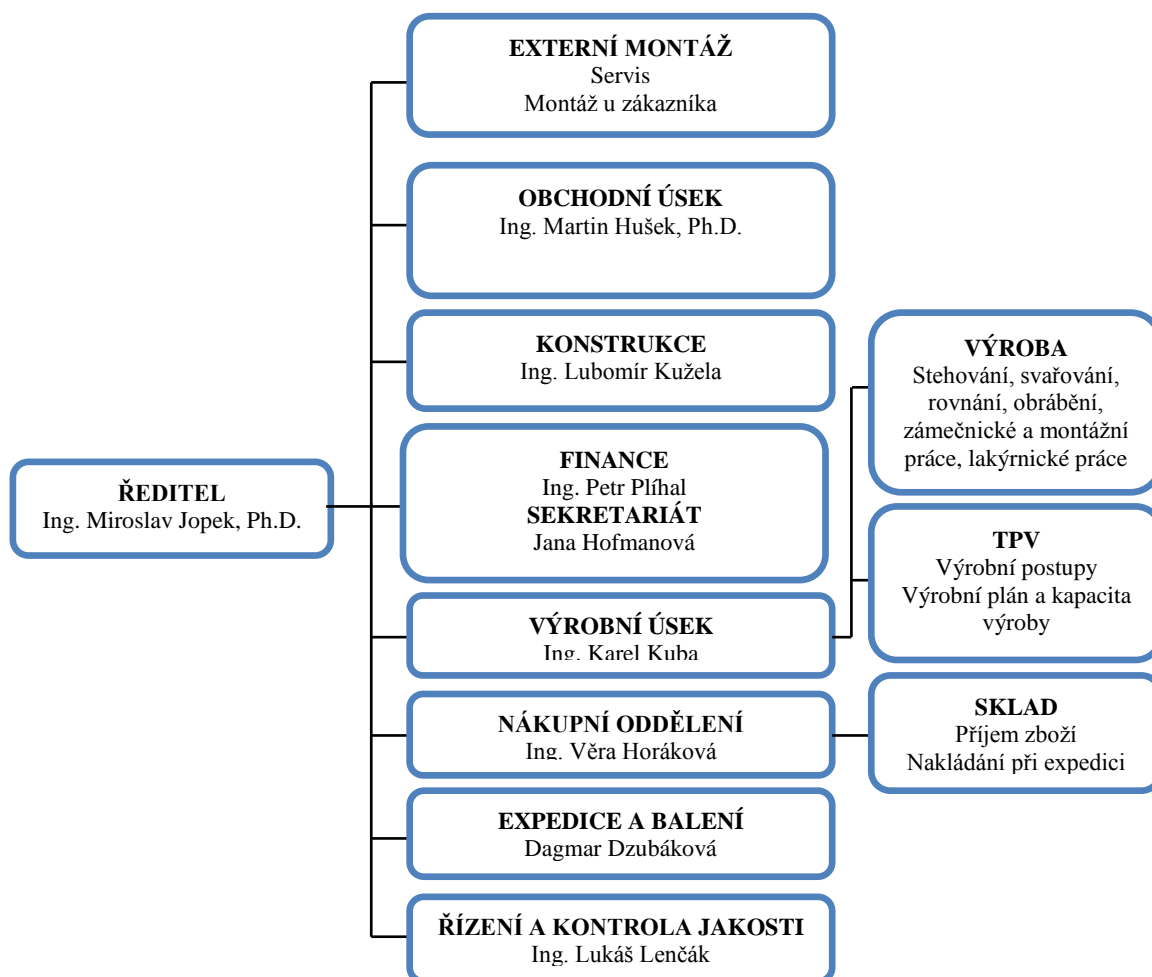 EXTERNÍ MONTÁŽ
Servis
Montáž u zákazníka
OBCHODNÍ ÚSEK
Ing. Martin Hušek, Ph.D.
KONSTRUKCE
Ing. Lubomír Kužela
FINANCE
Ing. Petr Plíhal
SEKRETARIÁT
Jana Hofmanová
ŘEDITEL
Ing. Miroslav Jopek, Ph.D.
VÝROBNÍ ÚSEK
Ing. Karel Kuba
NÁKUPNÍ ODDĚLENÍ
Ing. Věra Horáková
EXPEDICE A BALENÍ
Dagmar Dzubáková
ŘÍZENÍ A KONTROLA JAKOSTI
Ing. Lukáš Lenčák
VÝROBA
Stehování, svařování,
rovnání, obrábění,
zámečnické a montážní
práce, lakýrnické práce
TPV
Výrobní postupy
Výrobní plán a kapacita
výroby
SKLAD
Příjem zboží
Nakládání při expedici